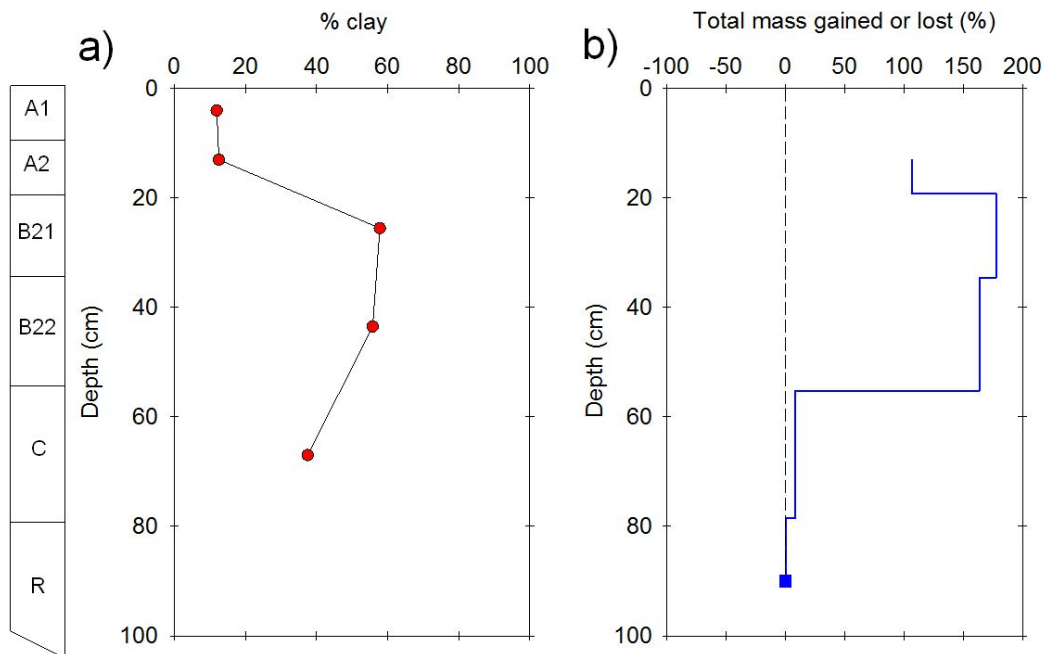 a)
% clay
0 20 40 60 80 100
A1
A2
B21
B22
C
R
Depth (cm)
0
20
40
60
80
100
b)
Total mass gained or lost (%)
-100 -50 0 50 100 150 200
Depth (cm)
0
20
40
60
80
100